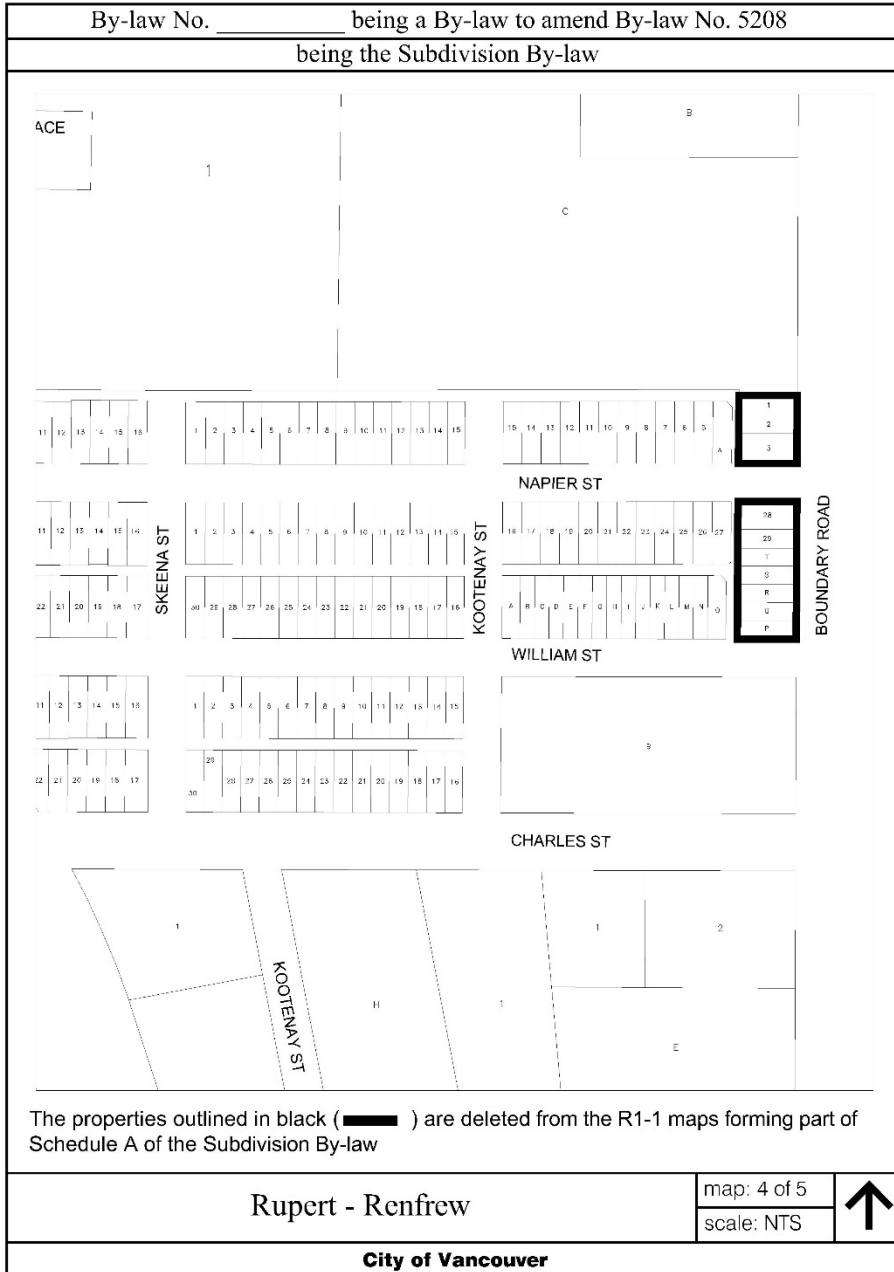 By-law No. __________ being a By-law to amend By-law No. 5208
being the Subdivision By-law
ACE
1
B
C
11 12 13 14 15 16
1 2 3 4 5 6 7 8 9 10 11 12 13 14 15
15 14 13 12 11 10 9 8 7 6 5 A
1
2
3
NAPIER ST
11 12 13 14 15 16
1 2 3 4 5 6 7 8 9 10 11 12 13 14 15
16 17 18 19 20 21 22 23 24 25 26 27
28
29
T
S
R
Q
P
SKEENA ST
KOOTENAY ST
BOUNDARY ROAD
22 21 20 19 18 17
30 29 28 27 26 25 24 23 22 21 20 19 18 17 16
A B C D E F G H I J K L M N O
WILLIAM ST
11 12 13 14 15 16
1 2 3 4 5 6 7 8 9 10 11 12 13 14 15
9
22 21 20 19 18 17
30 29 28 27 26 25 24 23 22 21 20 19 18 17 16
CHARLES ST
1
KOOTENAY ST
H
1
1
2
E
The properties outlined in black ( ) are deleted from the R1-1 maps forming part of
Schedule A of the Subdivision By-law
Rupert - Renfrew
map: 4 of 5
scale: NTS
City of Vancouver